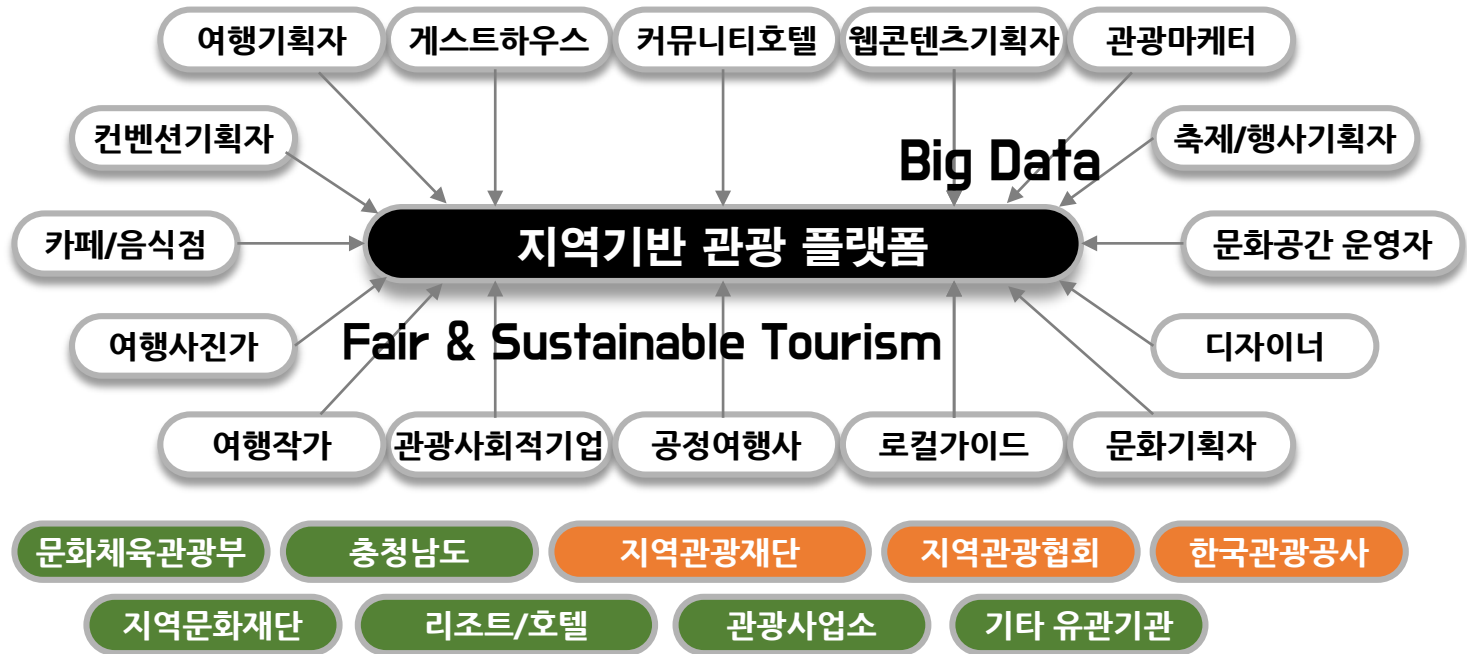 여행기획자 게스트하우스 커뮤니티호텔 웹콘텐츠기획자 관광마케터
컨벤션기획자 축제/행사기획자
Big Data
카페/음식점 지역기반 관광 플랫폼 문화공간 운영자
여행사진가 Fair & Sustainable Tourism 디자이너
여행작가 관광사회적기업 공정여행사 로컬가이드 문화기획자
문화체육관광부 충청남도 지역관광재단 지역관광협회 한국관광공사
지역문화재단 리조트/호텔 관광사업소 기타 유관기관